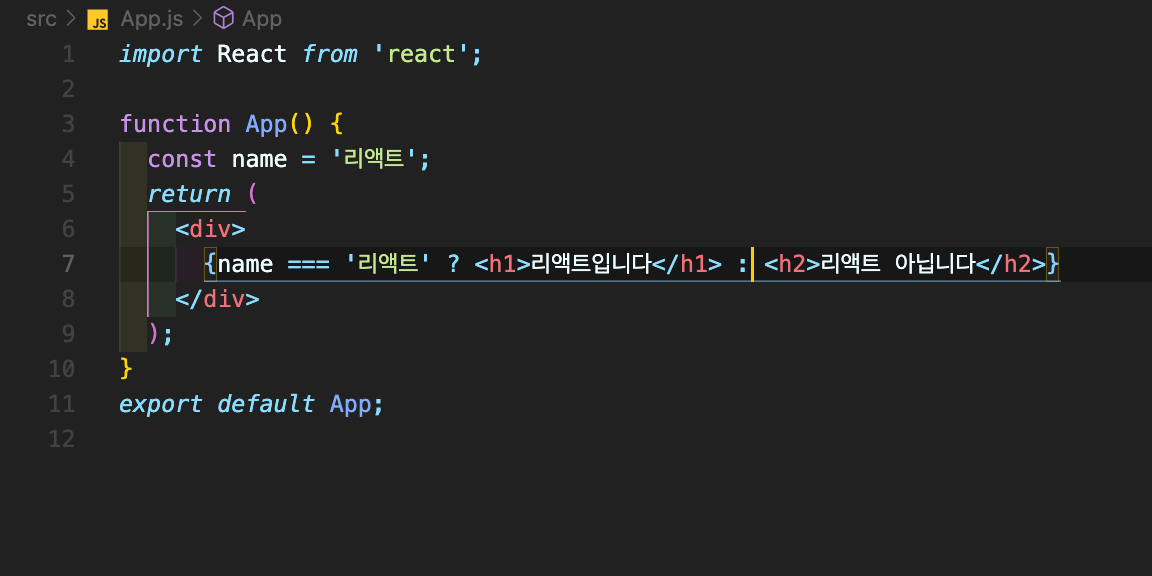 src > JS App.js > App
1 import React from 'react';
2
3 function App() {
4 const name = '리액트';
5 return (
6 <div>
7 {name === '리액트' ? <h1>리액트입니다</h1> : <h2>리액트 아닙니다</h2>}
8 </div>
9 );
10 }
11 export default App;
12